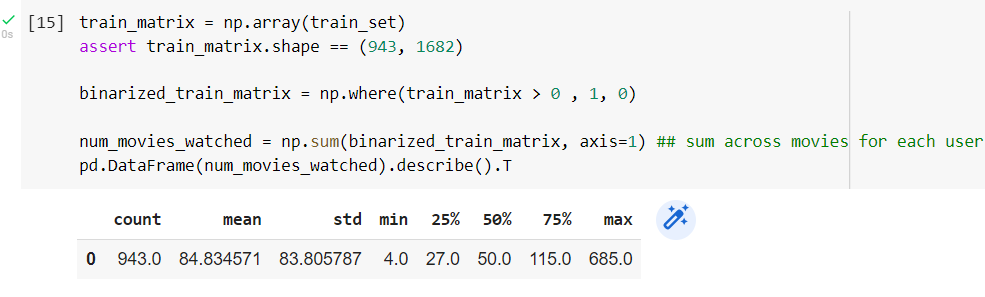 [15] train_matrix = np.array(train_set)
0s
assert train_matrix.shape == (943, 1682)
binarized_train_matrix = np.where(train_matrix > 0 , 1, 0)
num_movies_watched = np.sum(binarized_train_matrix, axis=1) ## sum across movies for each user
pd.DataFrame(num_movies_watched).describe().T
count mean std min 25% 50% 75% max
0 943.0 84.834571 83.805787 4.0 27.0 50.0 115.0 685.0